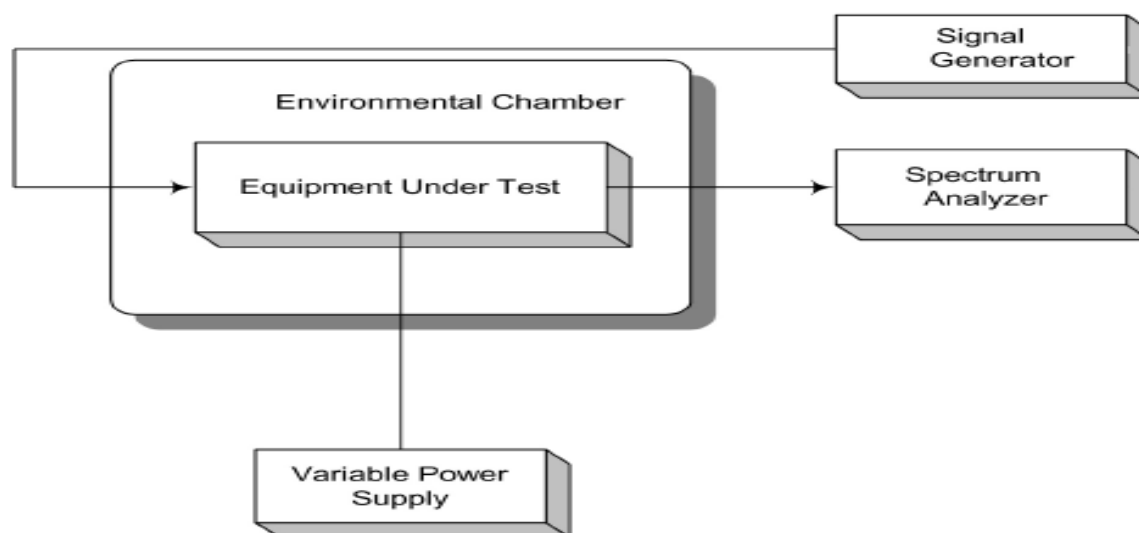 Signal
Generator
Environmental Chamber
Equipment Under Test
Spectrum
Analyzer
Variable Power
Supply